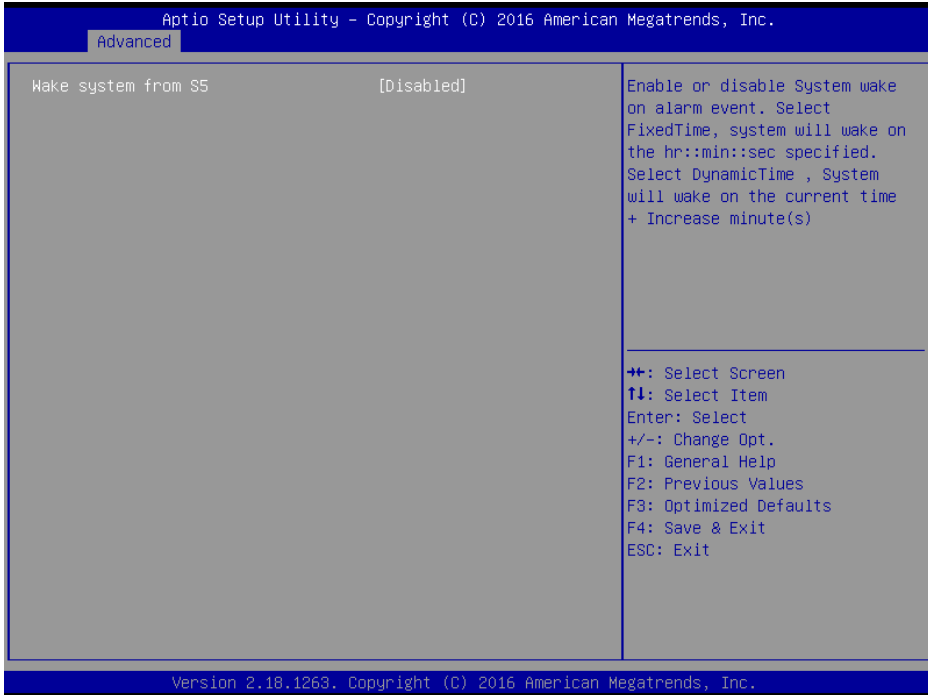 Aptio Setup Utility – Copyright (C) 2016 American Megatrends, Inc.
Advanced
Wake system from S5 [Disabled]
Enable or disable System wake
on alarm event. Select
FixedTime, system will wake on
the hr::min::sec specified.
Select DynamicTime , System
will wake on the current time
+ Increase minute(s)
→←: Select Screen
↑↓: Select Item
Enter: Select
+/-: Change Opt.
F1: General Help
F2: Previous Values
F3: Optimized Defaults
F4: Save & Exit
ESC: Exit
Version 2.18.1263. Copyright (C) 2016 American Megatrends, Inc.